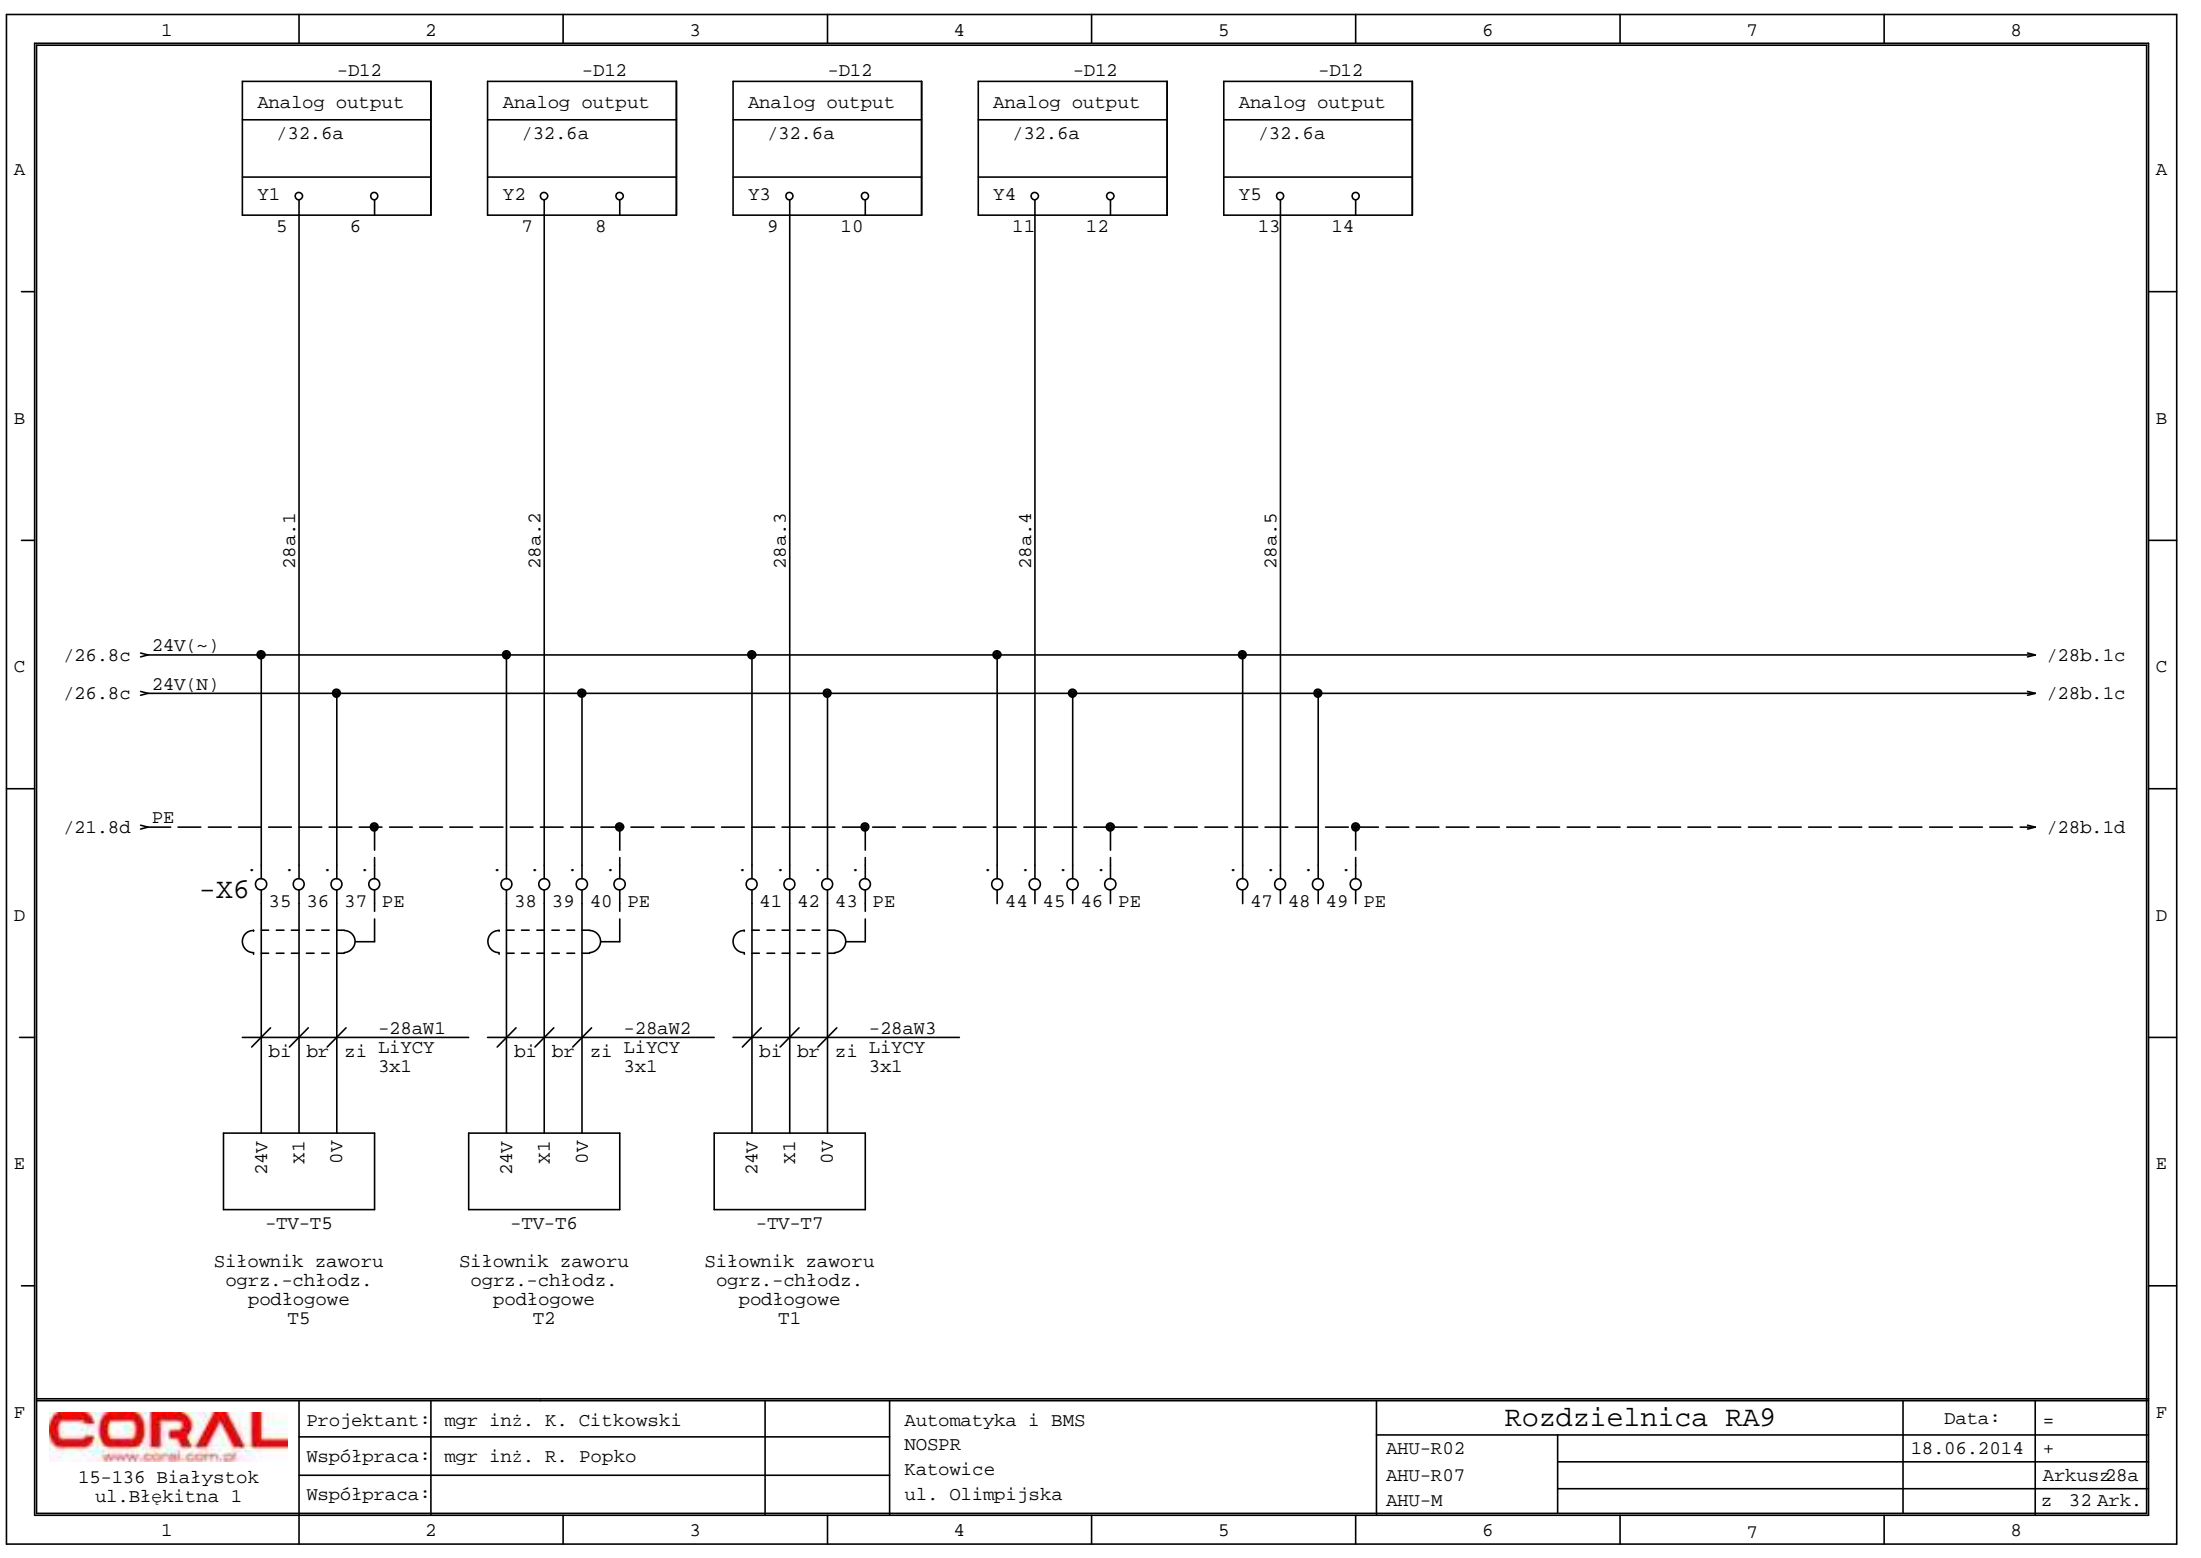 1 2 3 4 5 6 7 8
-D12 -D12 -D12 -D12 -D12
Analog output Analog output Analog output Analog output Analog output
/32.6a /32.6a /32.6a /32.6a /32.6a
A A
Y1 Y2 Y3 Y4 Y5
5 6 7 8 9 10 11 12 13 14
B B
28a.1 28a.2 28a.3 28a.4 28a.5
/26.8c 24V(~) /28b.1c
C C
/26.8c 24V(N) /28b.1c
/21.8d PE /28b.1d
-X6 35 36 37 PE 38 39 40 PE 41 42 43 PE 44 45 46 PE 47 48 49 PE
D D
-28aW1 -28aW2 -28aW3
bi br zi LiYCY bi br zi LiYCY bi br zi LiYCY
3x1 3x1 3x1
24V X1 0V 24V X1 0V 24V X1 0V
E E
-TV-T5 -TV-T6 -TV-T7
Siłownik zaworu Siłownik zaworu Siłownik zaworu
ogrz.-chłodz. ogrz.-chłodz. ogrz.-chłodz.
podłogowe podłogowe podłogowe
T5 T2 T1
F F
CORAL
www.coral.com.pl
15-136 Białystok
ul.Błękitna 1
Projektant: mgr inż. K. Citkowski
Współpraca: mgr inż. R. Popko
Współpraca:
Automatyka i BMS
NOSPR
Katowice
ul. Olimpijska
Rozdzielnica RA9
AHU-R02
AHU-R07
AHU-M
Data: =
18.06.2014 +
Arkusz28a
z 32 Ark.
1 2 3 4 5 6 7 8